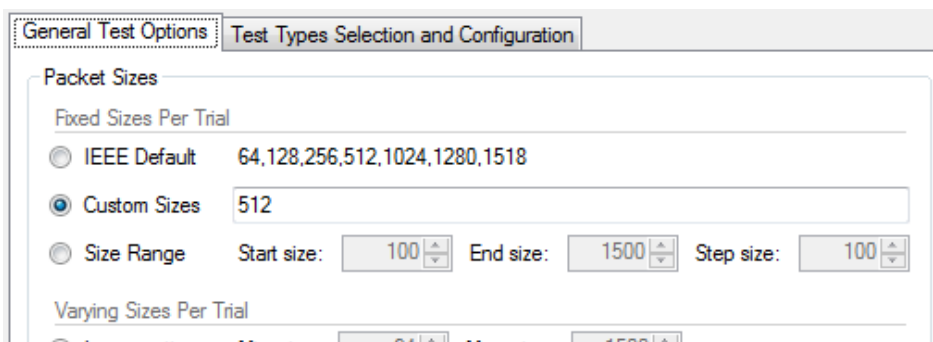 General Test Options Test Types Selection and Configuration
Packet Sizes
Fixed Sizes Per Trial
IEEE Default 64,128,256,512,1024,1280,1518
Custom Sizes 512
Size Range Start size: 100 End size: 1500 Step size: 100
Varying Sizes Per Trial